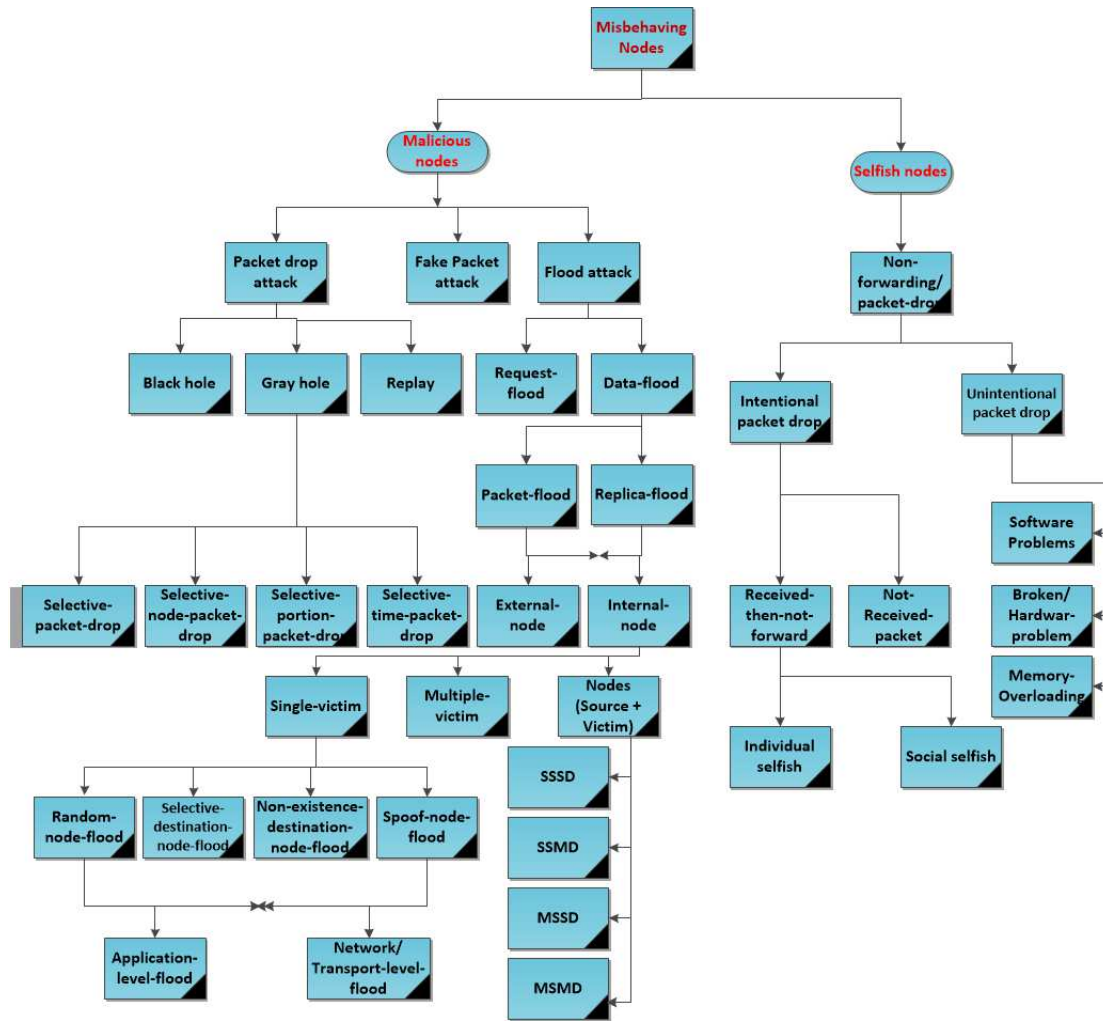 Misbehaving
Nodes
Malicious
nodes
Selfish nodes
Packet drop
attack
Fake Packet
attack
Flood attack
Non-
forwarding/
packet-drop
Black hole
Gray hole
Replay
Request-
flood
Data-flood
Intentional
packet drop
Unintentional
packet drop
Packet-flood
Replica-flood
Software
Problems
Selective-
packet-drop
Selective-
node-packet-
drop
Selective-
portion-
packet-drop
Selective-
time-packet-
drop
External-
node
Internal-
node
Received-
then-not-
forward
Not-
Received-
packet
Broken/
Hardwar-
problem
Memory-
Overloading
Single-victim
Multiple-
victim
Nodes
(Source +
Victim)
Individual
selfish
Social selfish
SSSD
SSMD
MSSD
MSMD
Random-
node-flood
Selective-
destination-
node-flood
Non-existence-
destination-
node-flood
Spoof-node-
flood
Application-
level-flood
Network/
Transport-level-
flood